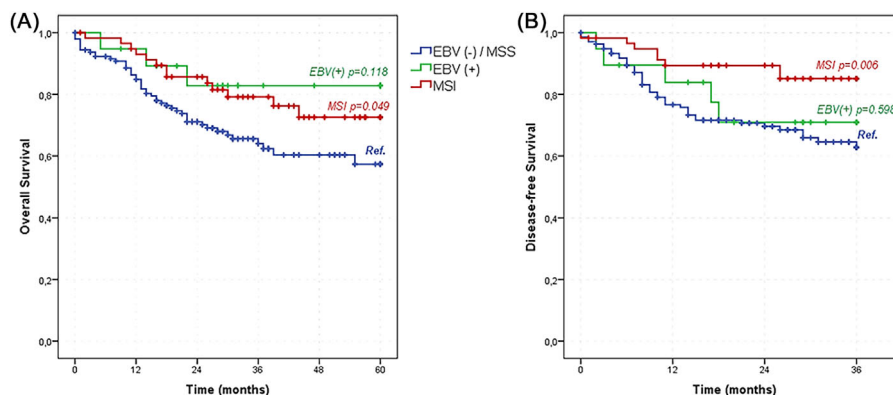 (A)
1,0
0,8
0,6
0,4
0,2
0,0
Overall Survival
EBV(+) p=0.118
MSI p=0.049
Ref.
0 12 24 36 48 60
Time (months)
EBV (-) / MSS
EBV (+)
MSI
(B)
1,0
0,8
0,6
0,4
0,2
0,0
Disease-free Survival
MSI p=0.006
EBV(+) p=0.598
Ref.
0 12 24 36
Time (months)